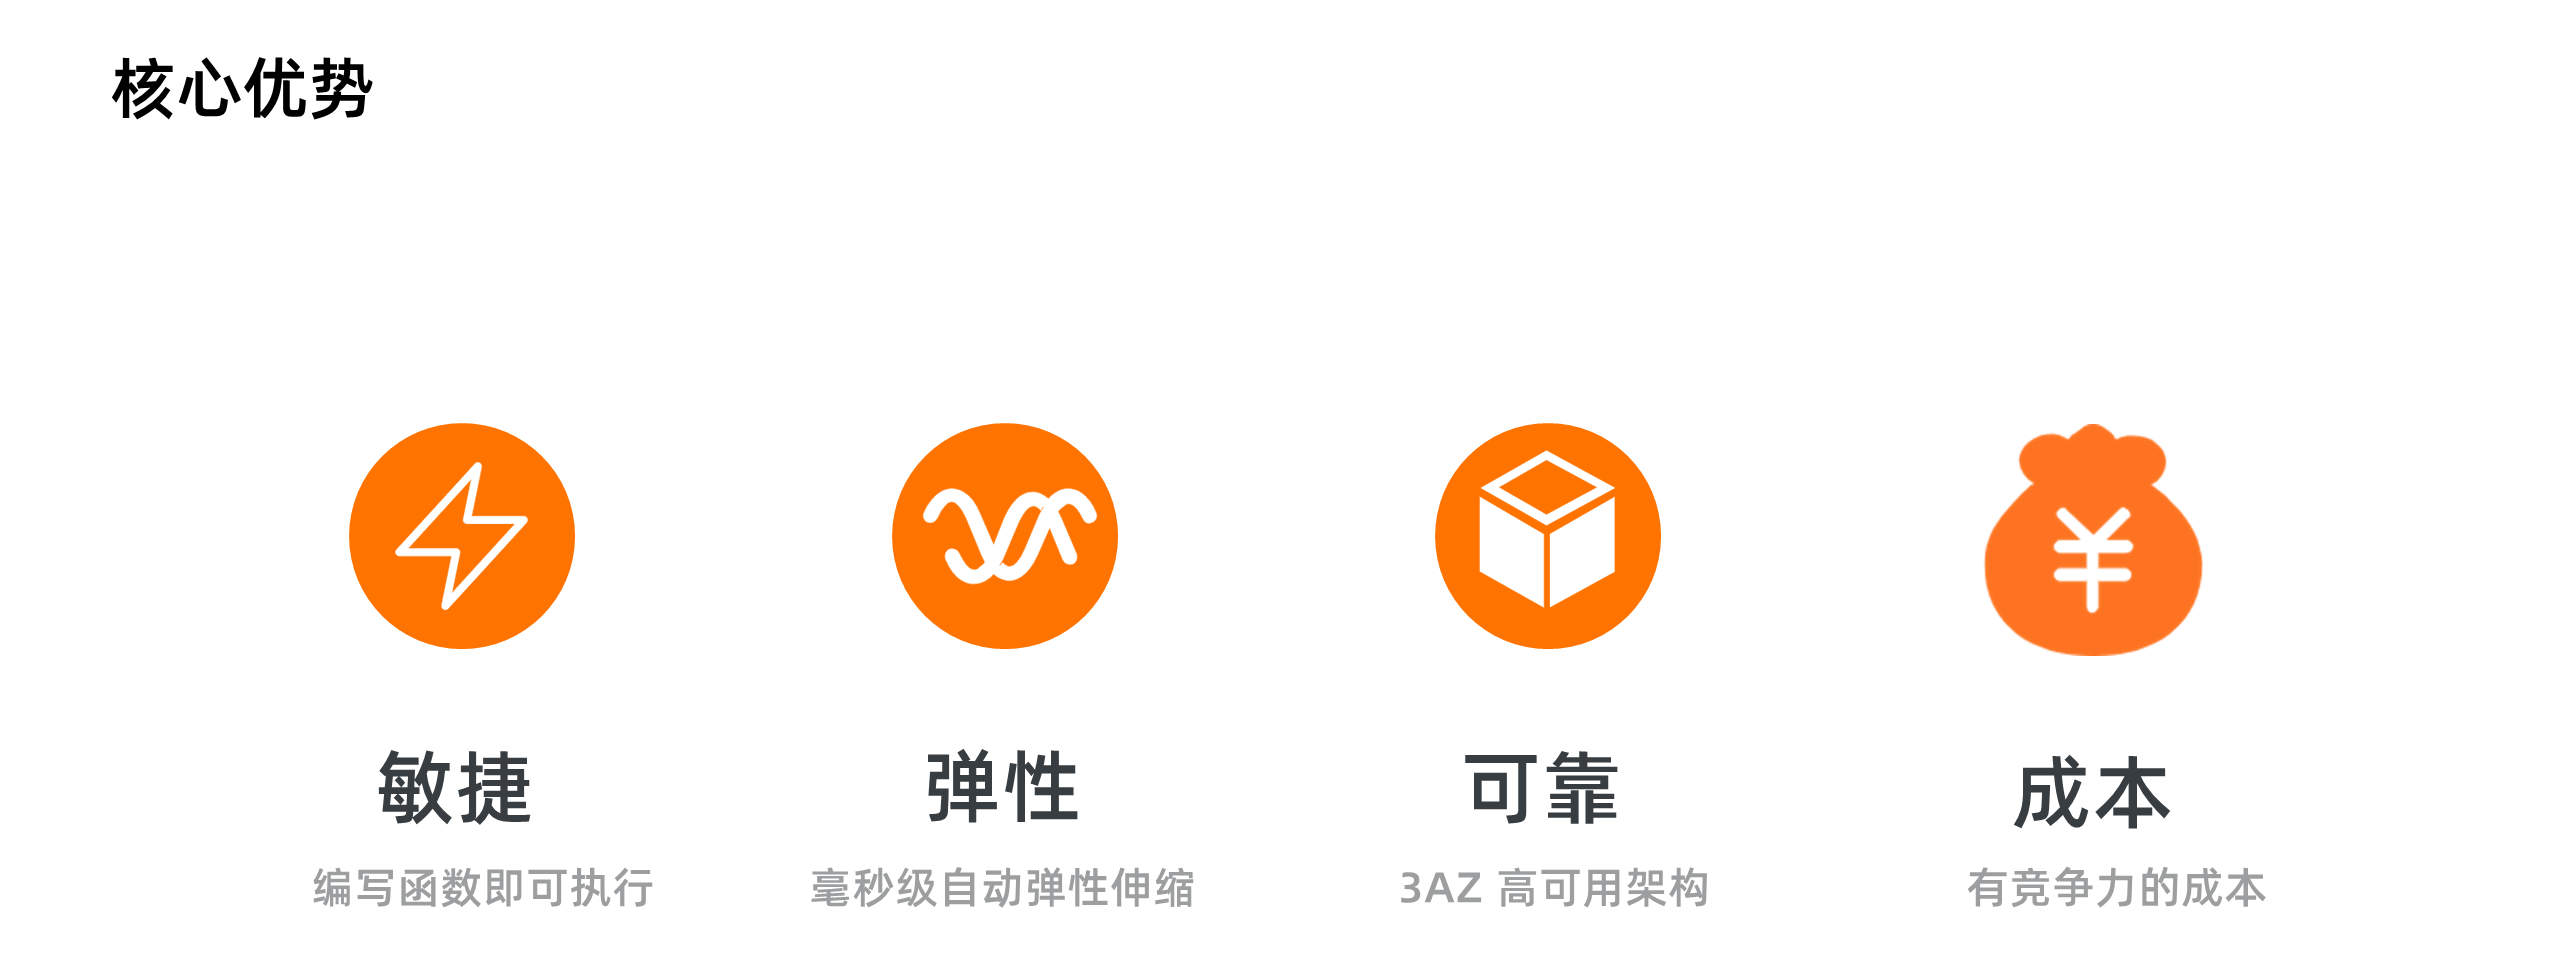 核心优势
敏捷
编写函数即可执行
弹性
毫秒级自动弹性伸缩
可靠
3AZ 高可用架构
¥
成本
有竞争力的成本